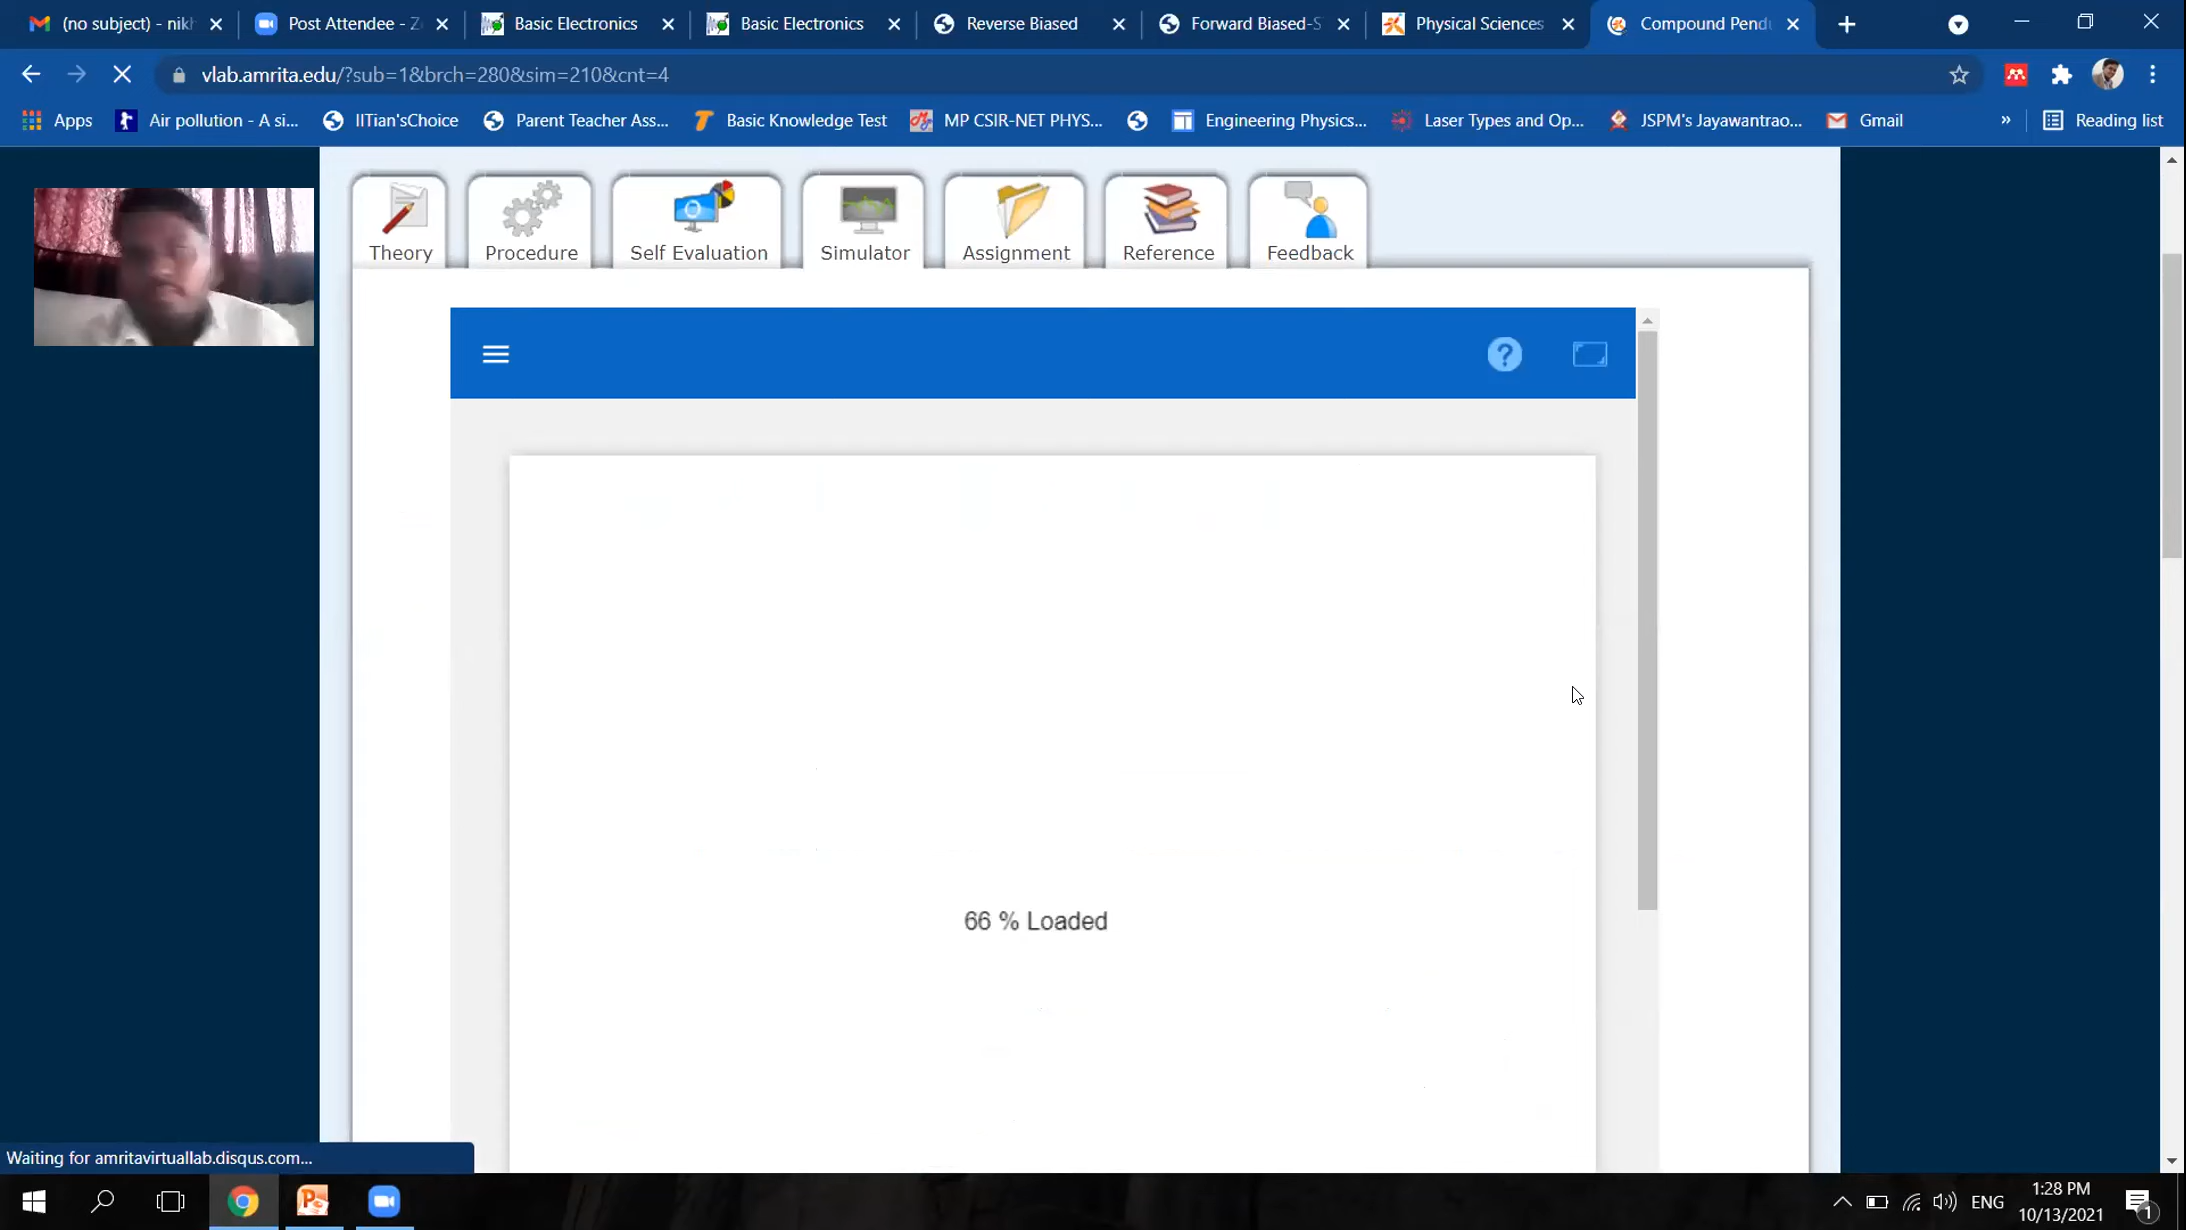 (no subject) - nikh
Post Attendee - Z
Basic Electronics
Basic Electronics
Reverse Biased
Forward Biased-S
Physical Sciences
Compound Pendu
vlab.amrita.edu/?sub=1&brch=280&sim=210&cnt=4
Apps
Air pollution - A si...
IITian'sChoice
Parent Teacher Ass...
Basic Knowledge Test
MP CSIR-NET PHYS...
Engineering Physics...
Laser Types and Op...
JSPM's Jayawantrao...
Gmail
»
Reading list
Theory
Procedure
Self Evaluation
Simulator
Assignment
Reference
Feedback
66 % Loaded
Waiting for amritavirtuallab.disqus.com...
ENG
1:28 PM
10/13/2021
1